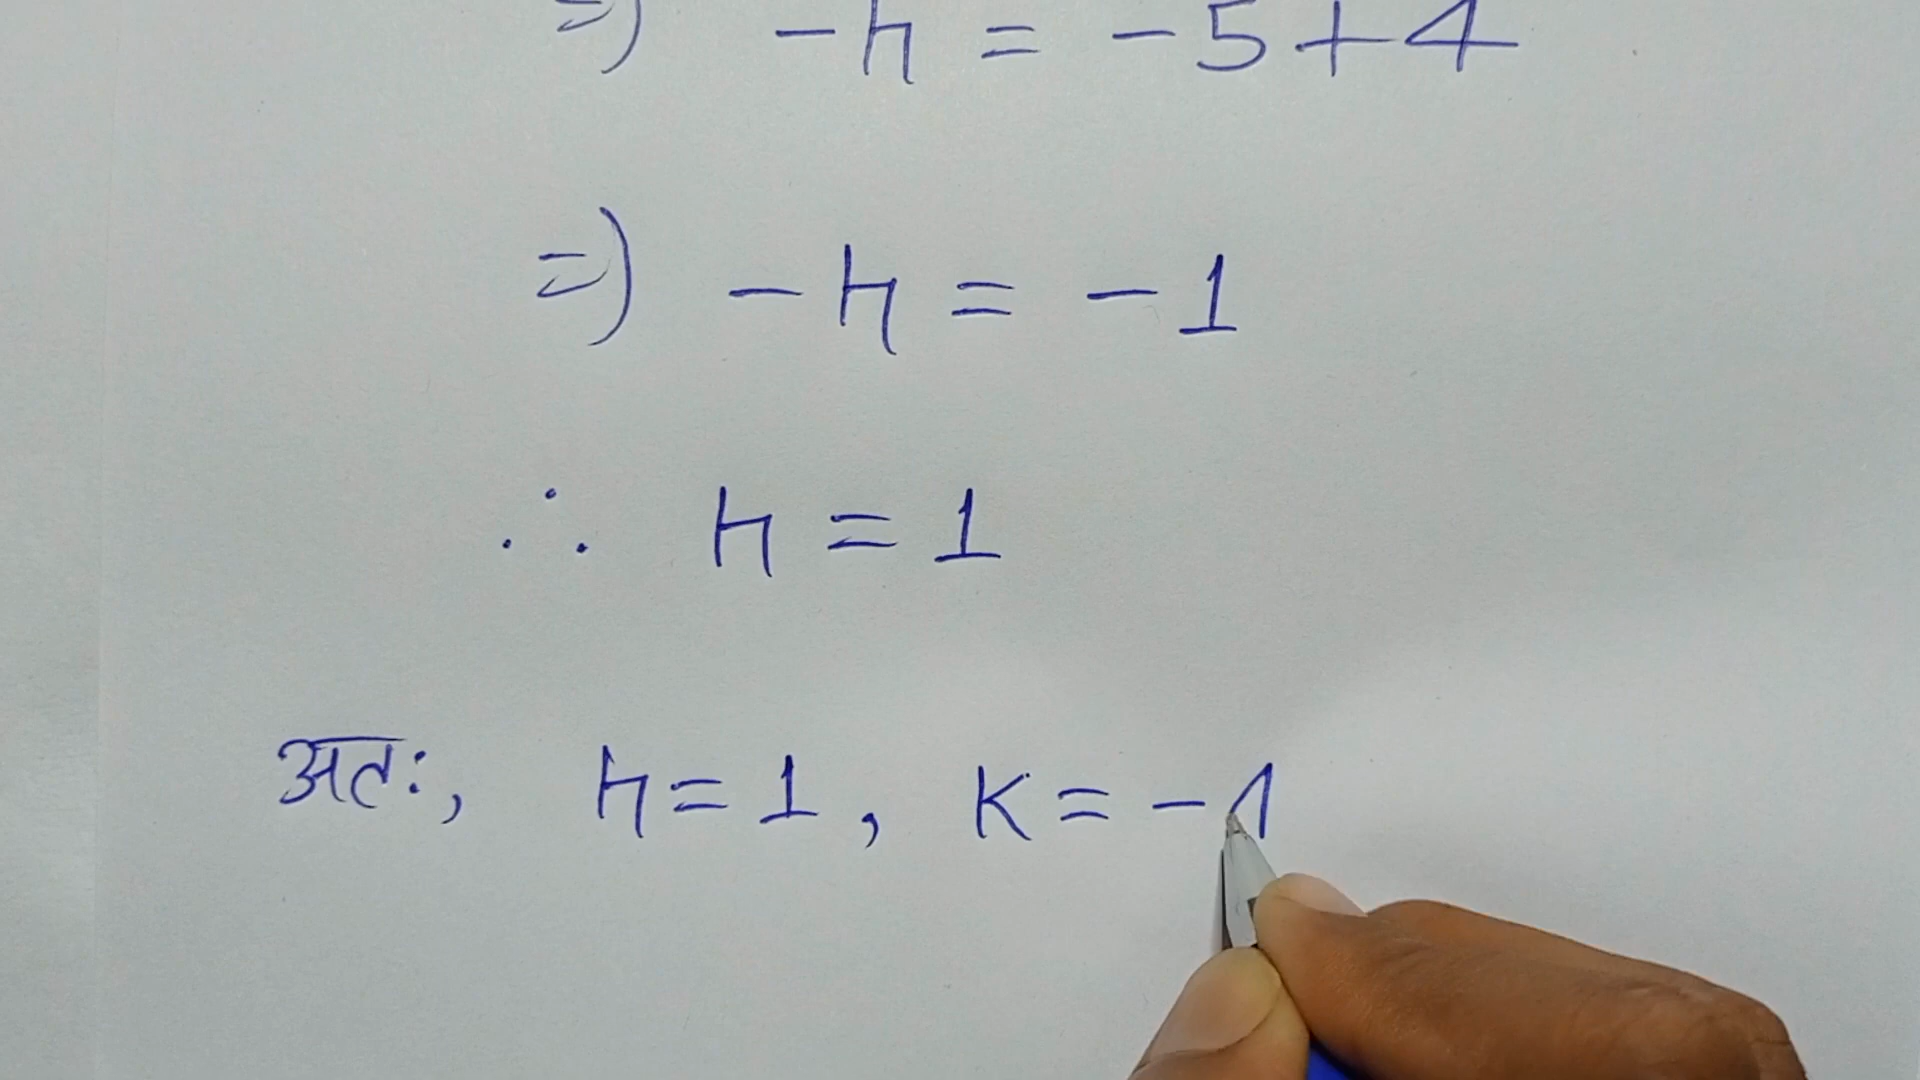 =) -h = -5+4
=) -h = -1
∴ h = 1
अतः, h=1, K=-1